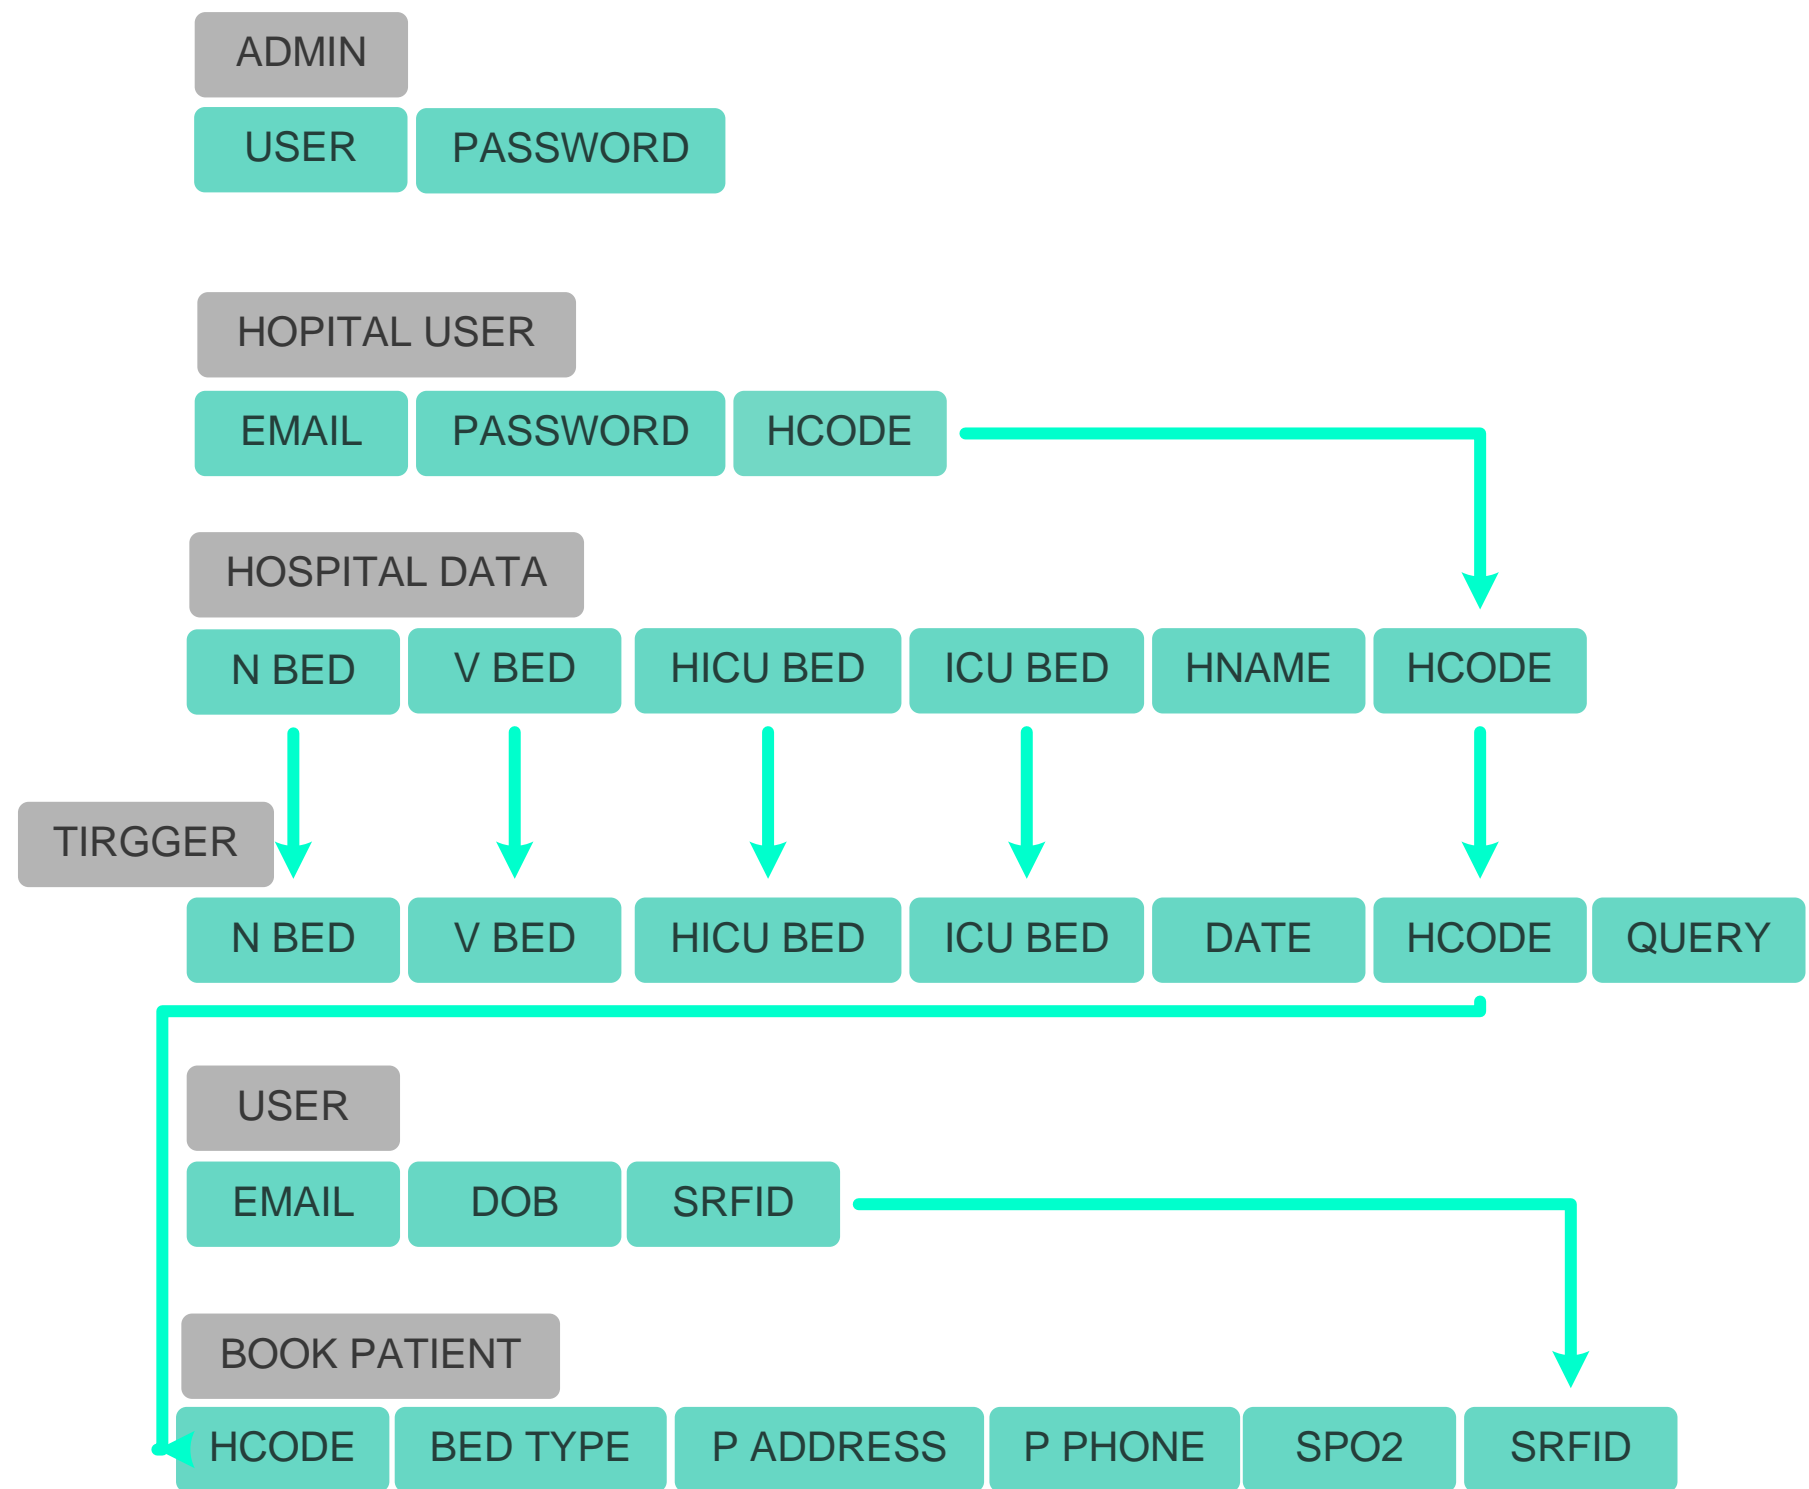 ADMIN
USER PASSWORD
HOPITAL USER
EMAIL PASSWORD HCODE
HOSPITAL DATA
N BED V BED HICU BED ICU BED HNAME HCODE
TIRGGER
N BED V BED HICU BED ICU BED DATE HCODE QUERY
USER
EMAIL DOB SRFID
BOOK PATIENT
HCODE BED TYPE P ADDRESS P PHONE SPO2 SRFID